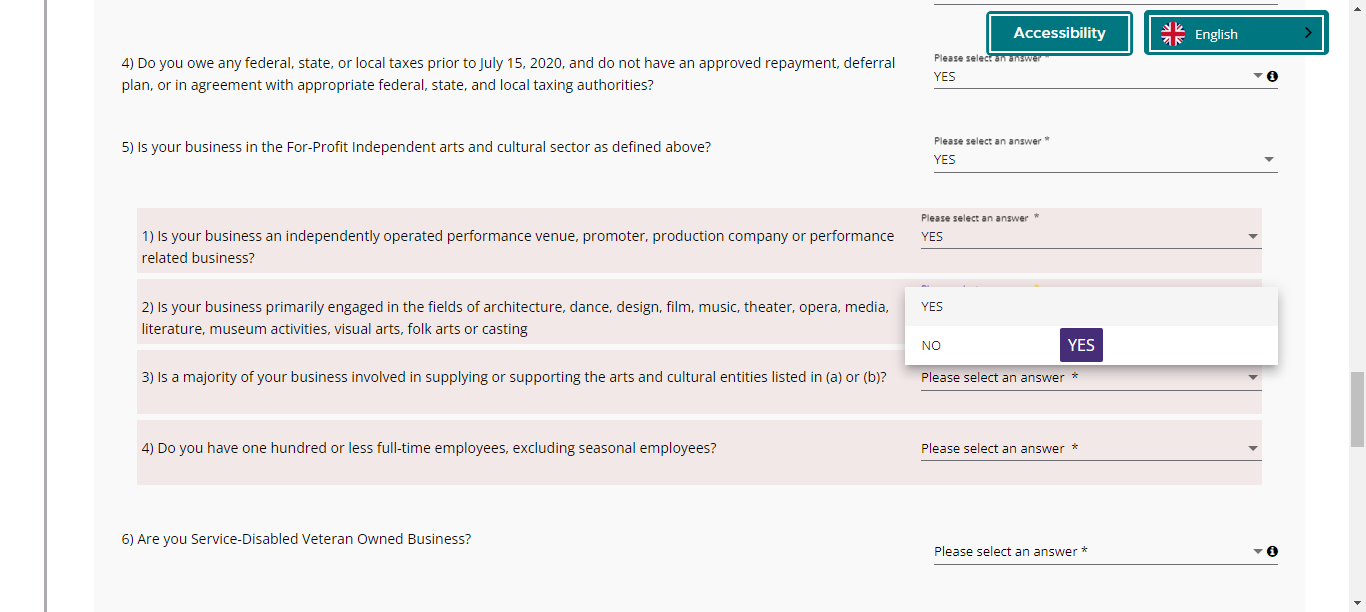 Accessibility
English
4) Do you owe any federal, state, or local taxes prior to July 15, 2020, and do not have an approved repayment, deferral
plan, or in agreement with appropriate federal, state, and local taxing authorities?
Please select an answer *
YES
5) Is your business in the For-Profit Independent arts and cultural sector as defined above?
Please select an answer *
YES
1) Is your business an independently operated performance venue, promoter, production company or performance
related business?
Please select an answer *
YES
2) Is your business primarily engaged in the fields of architecture, dance, design, film, music, theater, opera, media,
literature, museum activities, visual arts, folk arts or casting
YES
NO
YES
3) Is a majority of your business involved in supplying or supporting the arts and cultural entities listed in (a) or (b)?
Please select an answer *
4) Do you have one hundred or less full-time employees, excluding seasonal employees?
Please select an answer *
6) Are you Service-Disabled Veteran Owned Business?
Please select an answer *